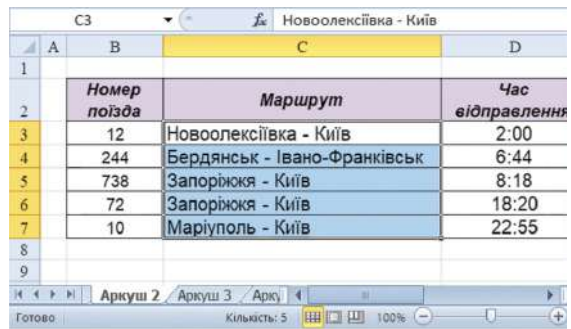 C3 fx Новоолексіївка - Київ
A B C D
1
2 Номер поїзда Маршрут Час відправлення
3 12 Новоолексіївка - Київ 2:00
4 244 Бердянськ - Івано-Франківськ 6:44
5 738 Запоріжжя - Київ 8:18
6 72 Запоріжжя - Київ 18:20
7 10 Маріуполь - Київ 22:55
8
9
Аркуш 2 Аркуш 3 Арку
Готово Кількість: 5 100%